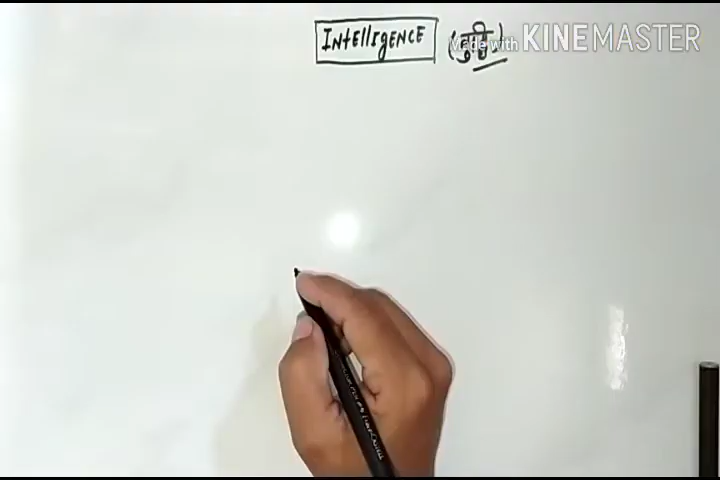 INTELLIGENCE (बुद्धि)
Made with KINEMASTER